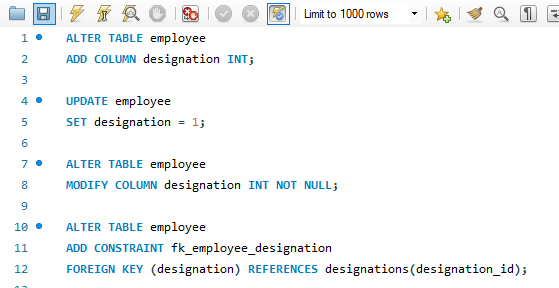 Limit to 1000 rows
1 ALTER TABLE employee
2 ADD COLUMN designation INT;
3
4 UPDATE employee
5 SET designation = 1;
6
7 ALTER TABLE employee
8 MODIFY COLUMN designation INT NOT NULL;
9
10 ALTER TABLE employee
11 ADD CONSTRAINT fk_employee_designation
12 FOREIGN KEY (designation) REFERENCES designations(designation_id);